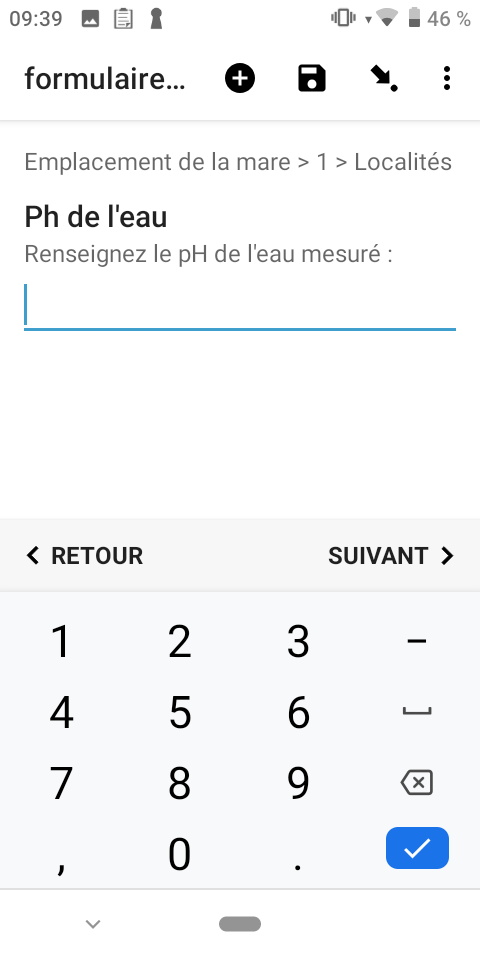 09:39 46 %
formulaire...
Emplacement de la mare > 1 > Localités
Ph de l'eau
Renseignez le pH de l'eau mesuré :
RETOUR SUIVANT
1 2 3 -
4 5 6
7 8 9
, 0 .